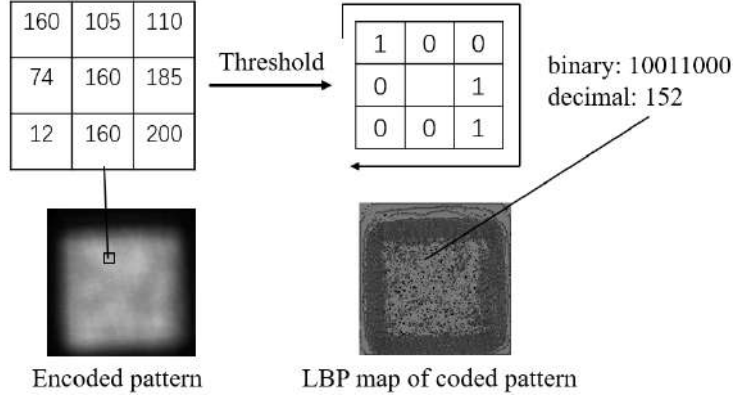 160 105 110
74 160 185
12 160 200
Threshold
1 0 0
0 1
0 0 1
binary: 10011000
decimal: 152
Encoded pattern
LBP map of coded pattern